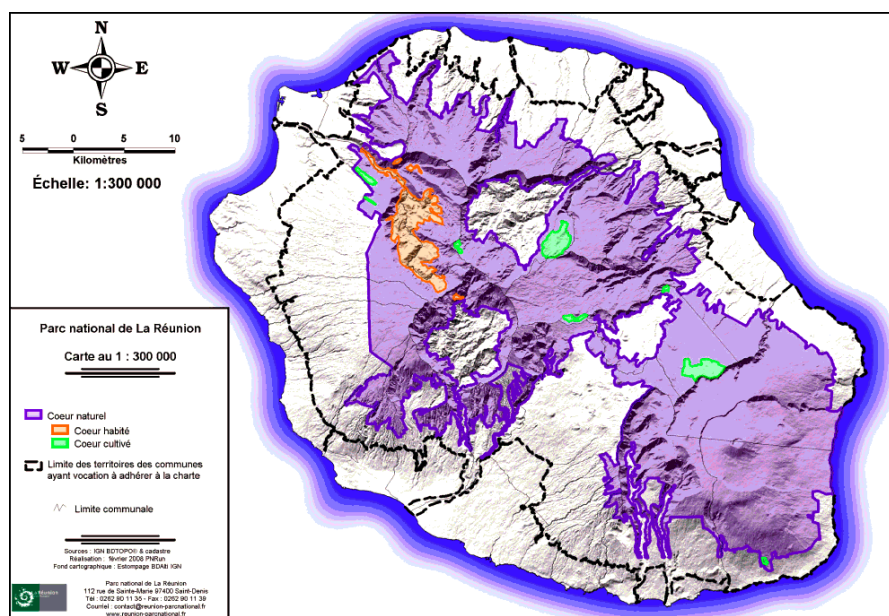 N
W E
S
5 0 5 10
Kilomètres
Échelle: 1:300 000
Parc national de La Réunion
Carte au 1 : 300 000
Coeur naturel
Coeur habité
Coeur cultivé
Limite des territoires des communes
ayant vocation à adhérer à la charte
Limite communale
Sources : IGN BDTOPO® & cadastre
Réalisation : février 2008 PNRun
Fond cartographique : Estompage BDAlti IGN
Parc national de La Réunion
112 rue de Sainte-Marie 97400 Saint-Denis
Tél : 0262 90 11 35 - Fax : 0262 90 11 39
Courriel : contact@reunion-parcnational.fr
www.reunion-parcnational.fr